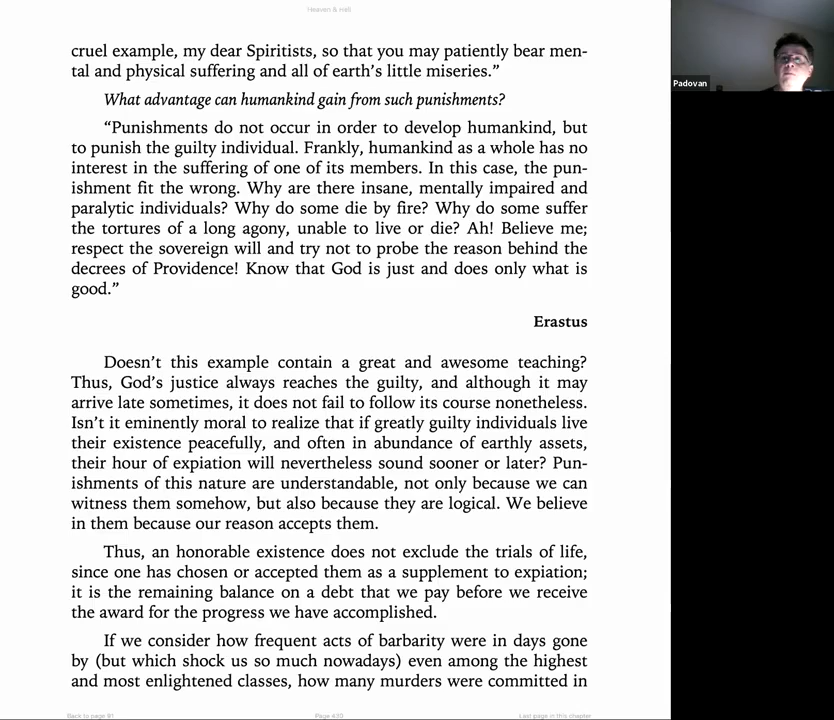 Heaven & Hell
cruel example, my dear Spiritists, so that you may patiently bear men-
tal and physical suffering and all of earth's little miseries."
What advantage can humankind gain from such punishments?
"Punishments do not occur in order to develop humankind, but
to punish the guilty individual. Frankly, humankind as a whole has no
interest in the suffering of one of its members. In this case, the pun-
ishment fit the wrong. Why are there insane, mentally impaired and
paralytic individuals? Why do some die by fire? Why do some suffer
the tortures of a long agony, unable to live or die? Ah! Believe me;
respect the sovereign will and try not to probe the reason behind the
decrees of Providence! Know that God is just and does only what is
good."
Erastus
Doesn't this example contain a great and awesome teaching?
Thus, God's justice always reaches the guilty, and although it may
arrive late sometimes, it does not fail to follow its course nonetheless.
Isn't it eminently moral to realize that if greatly guilty individuals live
their existence peacefully, and often in abundance of earthly assets,
their hour of expiation will nevertheless sound sooner or later? Pun-
ishments of this nature are understandable, not only because we can
witness them somehow, but also because they are logical. We believe
in them because our reason accepts them.
Thus, an honorable existence does not exclude the trials of life,
since one has chosen or accepted them as a supplement to expiation;
it is the remaining balance on a debt that we pay before we receive
the award for the progress we have accomplished.
If we consider how frequent acts of barbarity were in days gone
by (but which shock us so much nowadays) even among the highest
and most enlightened classes, how many murders were committed in
Back to page 91
Page 430
Last page in this chapter
Padovan